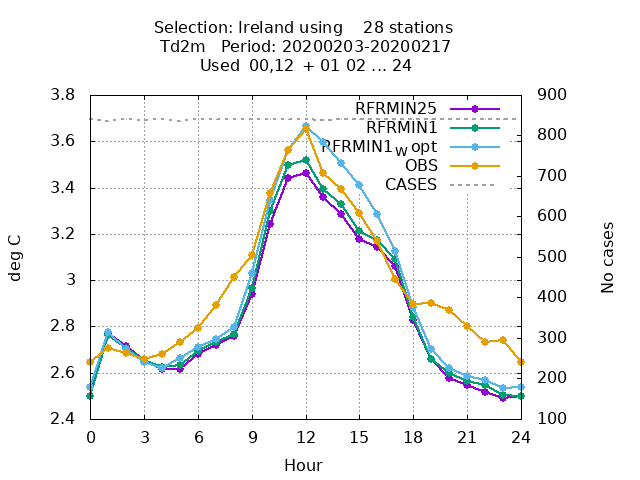 Selection: Ireland using 28 stations
Td2m Period: 20200203-20200217
Used 00,12 + 01 02 ... 24
3.8 900
RFRMIN25
RFRMIN1
RFRMIN1w opt
OBS
CASES
3.6 800
3.4 700
3.2 600
3 500
2.8 400
2.6 300
2.4 200
100
deg C
No cases
0 3 6 9 12 15 18 21 24
Hour